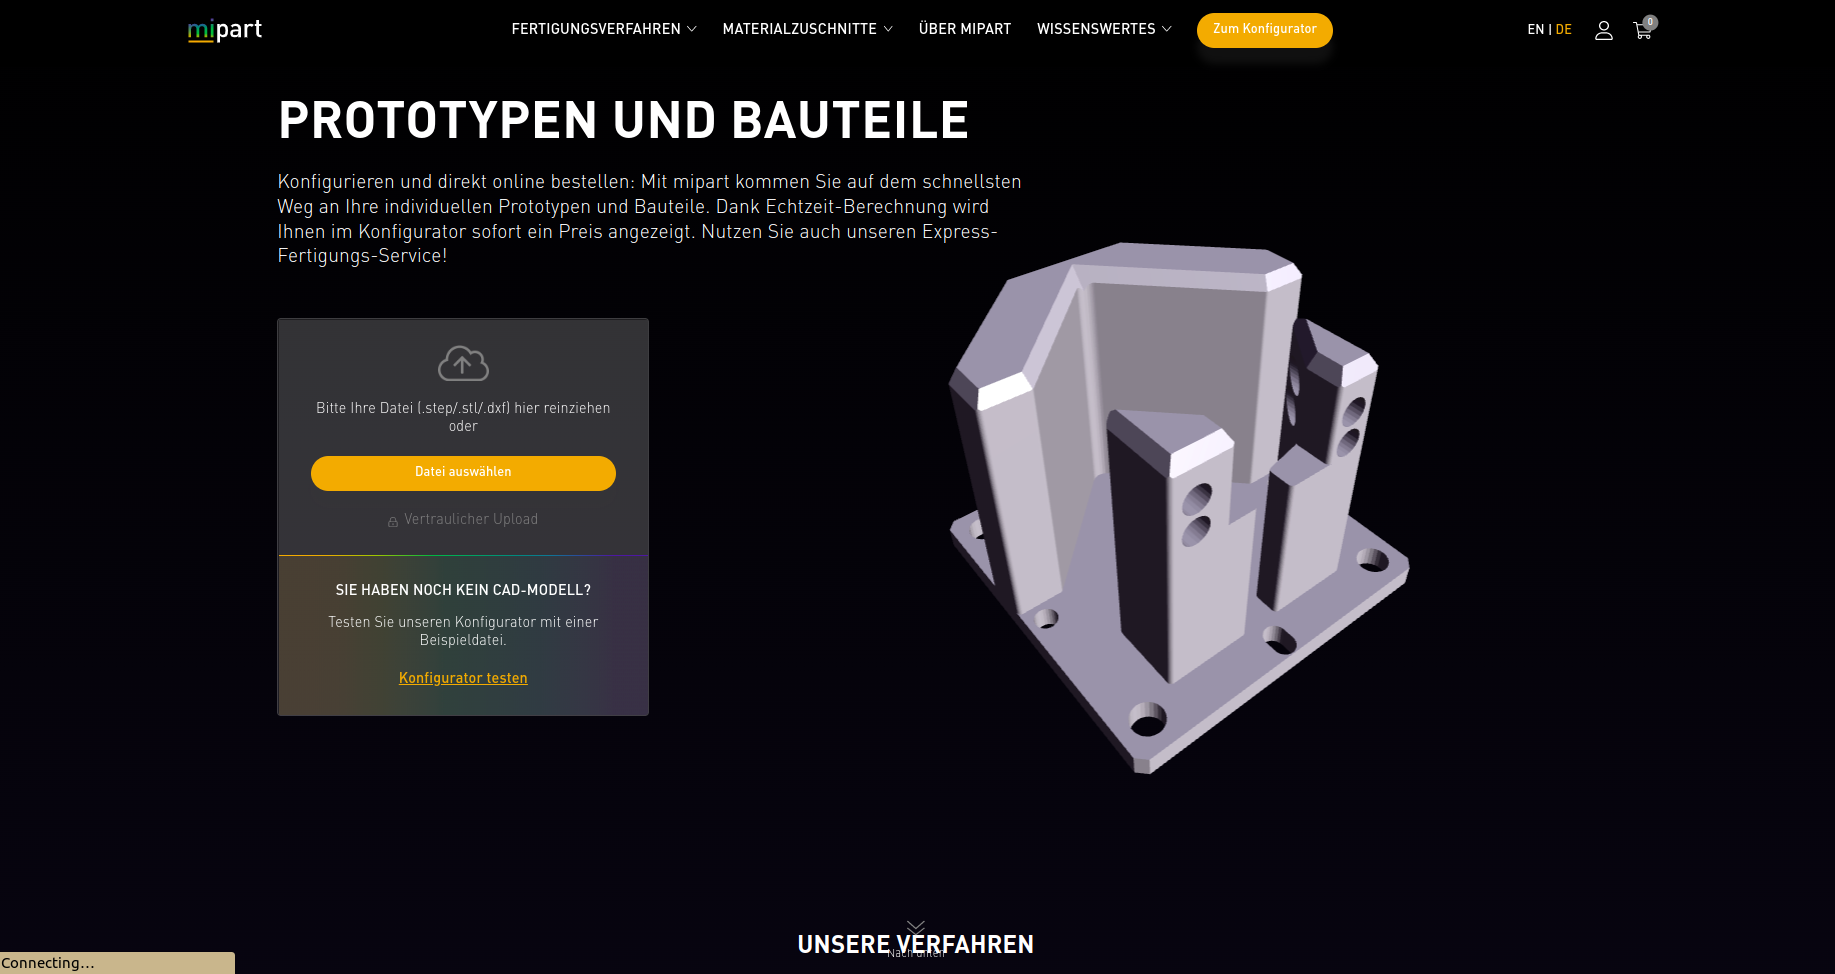 mipart
FERTIGUNGSVERFAHREN
MATERIALZUSCHNITTE
ÜBER MIPART
WISSENSWERTES
Zum Konfigurator
EN | DE
0
PROTOTYPEN UND BAUTEILE
Konfigurieren und direkt online bestellen: Mit mipart kommen Sie auf dem schnellsten
Weg an Ihre individuellen Prototypen und Bauteile. Dank Echtzeit-Berechnung wird
Ihnen im Konfigurator sofort ein Preis angezeigt. Nutzen Sie auch unseren Express-
Fertigungs-Service!
Bitte Ihre Datei (.step/.stl/.dxf) hier reinziehen
oder
Datei auswählen
Vertraulicher Upload
SIE HABEN NOCH KEIN CAD-MODELL?
Testen Sie unseren Konfigurator mit einer
Beispieldatei.
Konfigurator testen
UNSERE VERFAHREN
Nach unten
Connecting...